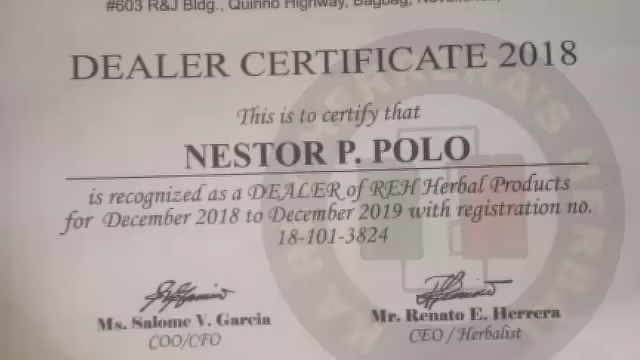 #603 R&J Bldg., Quirino Highway, Bagbag,
DEALER CERTIFICATE 2018
This is to certify that
NESTOR P. POLO
is recognized as a DEALER of REH Herbal Products
for December 2018 to December 2019 with registration no.
18-101-3824
Ms. Salome V. Garcia
COO/CFO
Mr. Renato E. Herrera
CEO / Herbalist